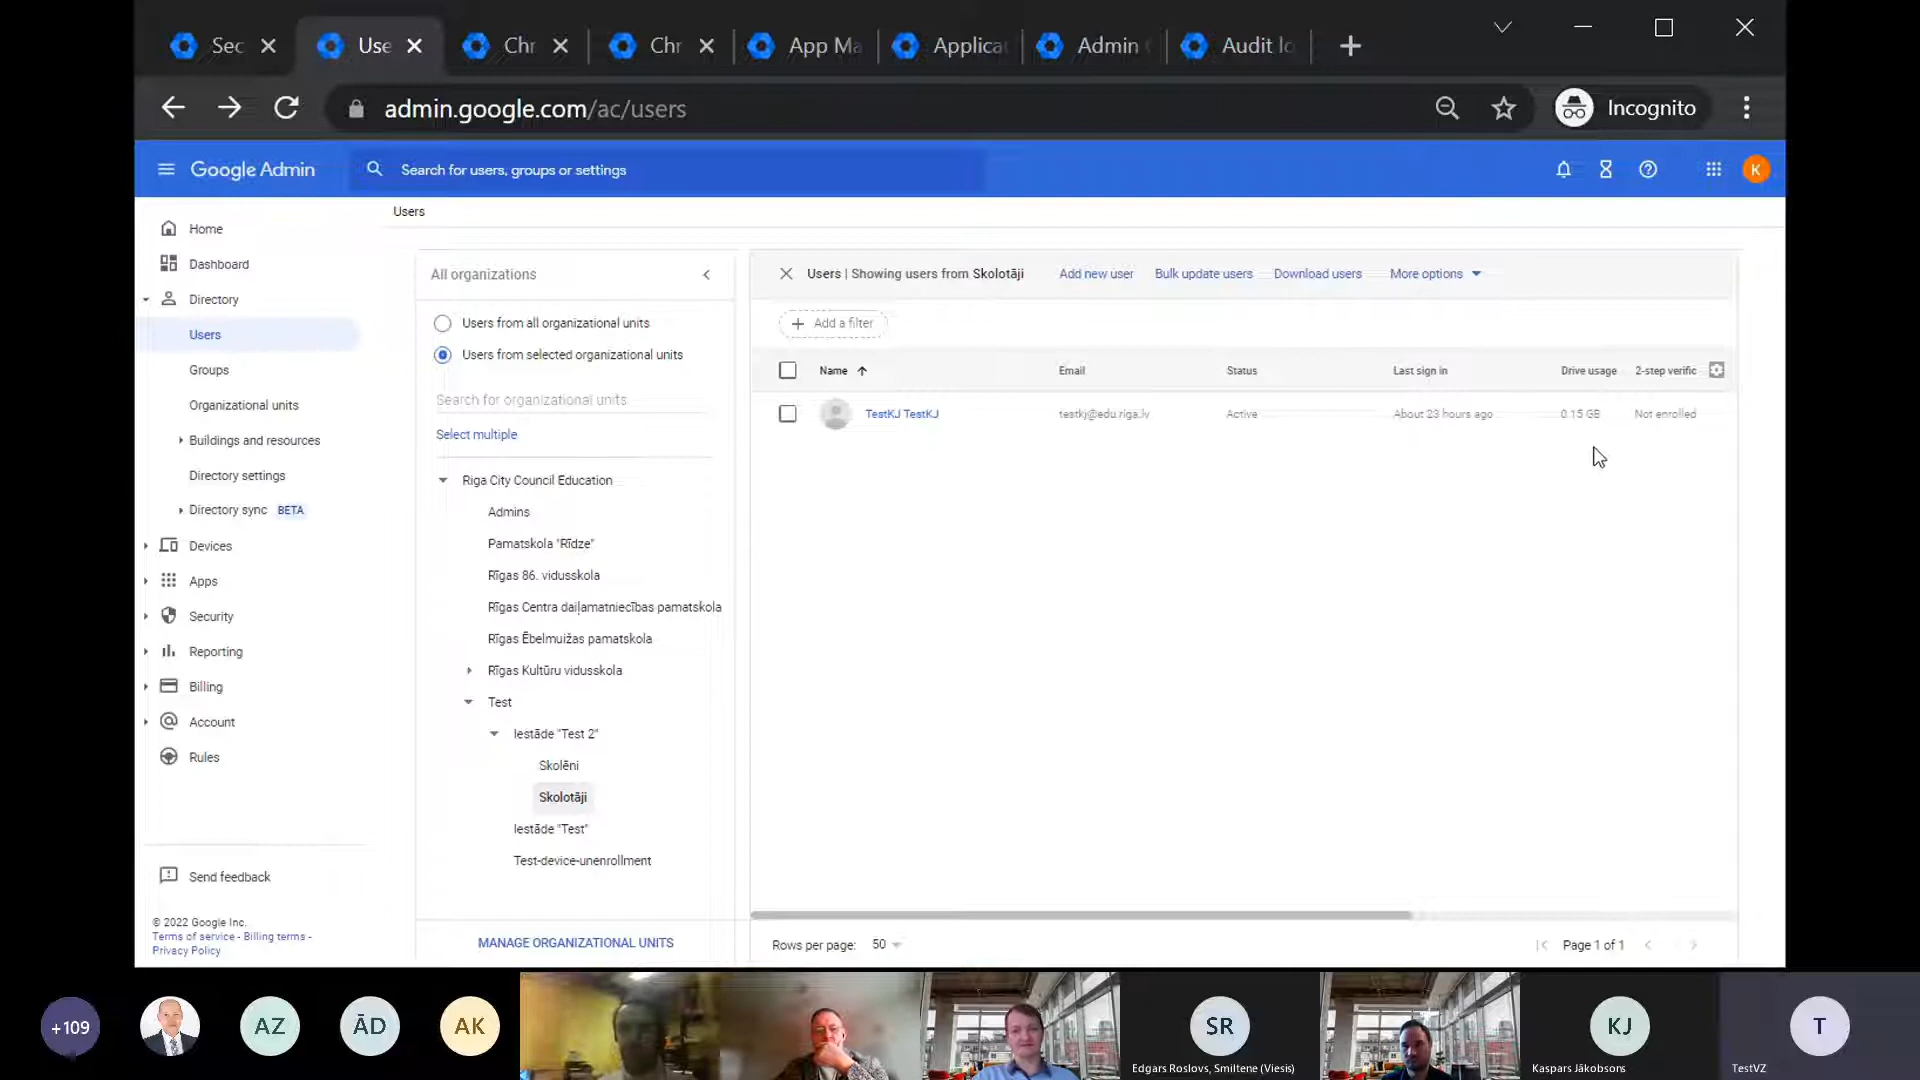 Sec
Use
Chr
Chr
App Ma
Applica
Admin
Audit lo
admin.google.com/ac/users
Incognito
Google Admin
Search for users, groups or settings
K
Users
Home
Dashboard
Directory
Users
Groups
Organizational units
Buildings and resources
Directory settings
Directory sync BETA
Devices
Apps
Security
Reporting
Billing
Account
Rules
Send feedback
© 2022 Google Inc.
Terms of service - Billing terms -
Privacy Policy
All organizations
Users from all organizational units
Users from selected organizational units
Search for organizational units
Select multiple
Riga City Council Education
Admins
Pamatskola "Rīdze"
Rīgas 86. vidusskola
Rīgas Centra daiļamatniecības pamatskola
Rīgas Ēbelmuižas pamatskola
Rīgas Kultūru vidusskola
Test
Iestāde "Test 2"
Skolēni
Skolotāji
Iestāde "Test"
Test-device-unenrollment
MANAGE ORGANIZATIONAL UNITS
Users | Showing users from Skolotāji Add new user Bulk update users Download users More options
Add a filter
Name Email Status Last sign in Drive usage 2-step verific
TestKJ TestKJ testkj@edu.riga.lv Active About 23 hours ago 0.15 GB Not enrolled
Rows per page: 50 Page 1 of 1
+109
AZ
ĀD
AK
SR
Edgars Roslovs, Smiltene (Viesis)
KJ
Kaspars Jākobsons
T
TestVZ